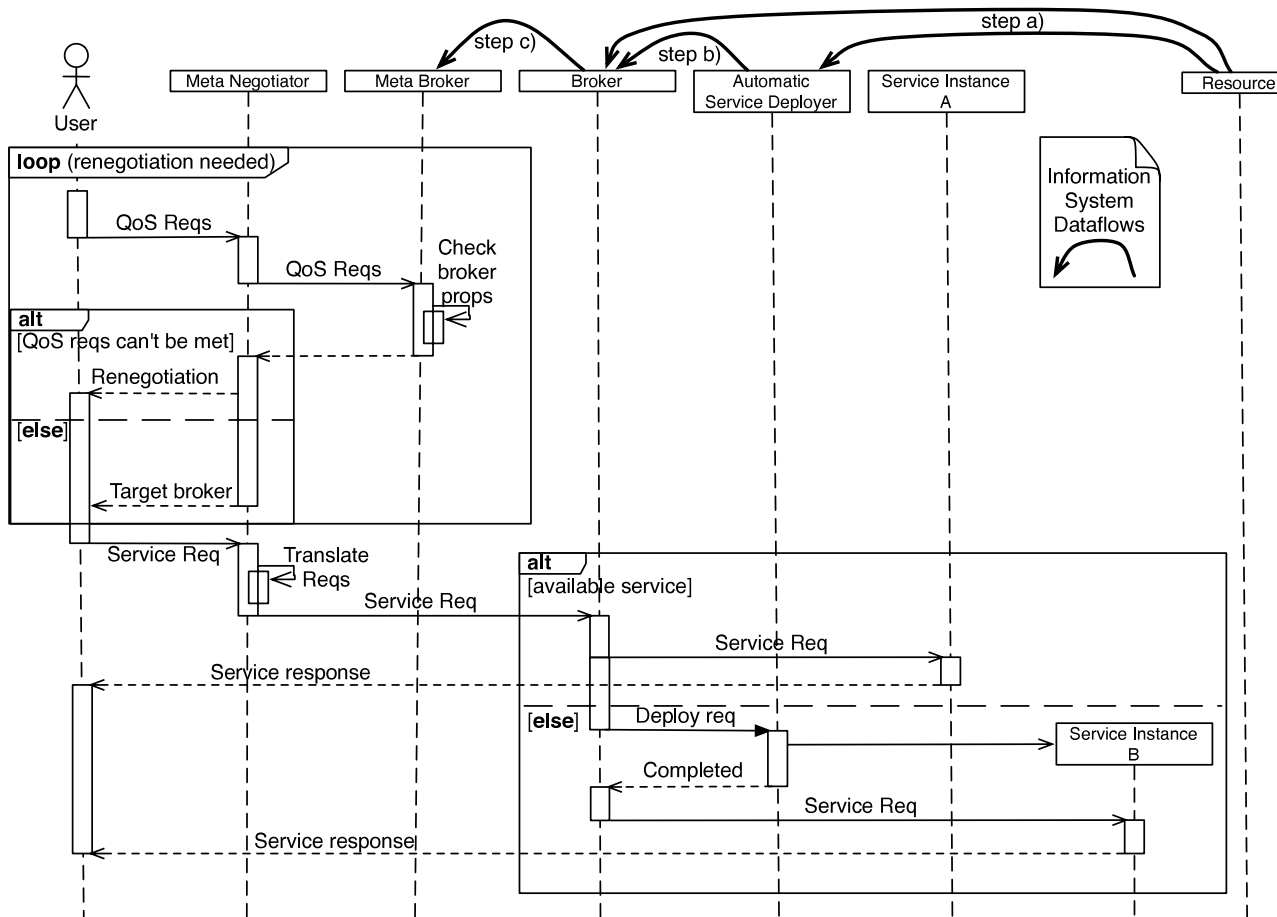 step a)
step c)
step b)
Meta Negotiator
Meta Broker
Broker
Automatic
Service Deployer
Service Instance
A
Resource
User
loop (renegotiation needed)
Information
System
Dataflows
QoS Reqs
QoS Reqs
Check
broker
props
alt
[QoS reqs can't be met]
Renegotiation
[else]
Target broker
Service Req
Translate
Reqs
alt
[available service]
Service Req
Service Req
Service response
[else]
Deploy req
Service Instance
B
Completed
Service Req
Service response